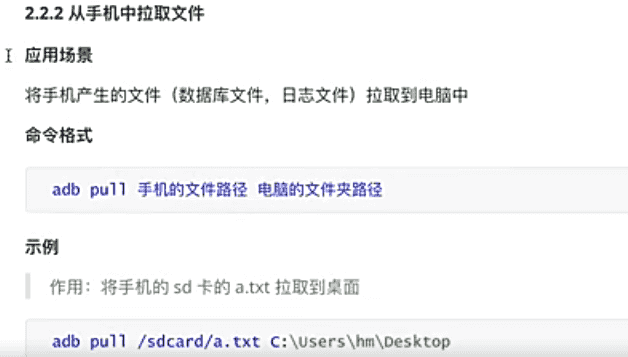 2.2.2 从手机中拉取文件
应用场景
将手机产生的文件（数据库文件，日志文件）拉取到电脑中
命令格式
adb pull 手机的文件路径 电脑的文件夹路径
示例
作用：将手机的 sd 卡的 a.txt 拉取到桌面
adb pull /sdcard/a.txt C:\Users\hm\Desktop